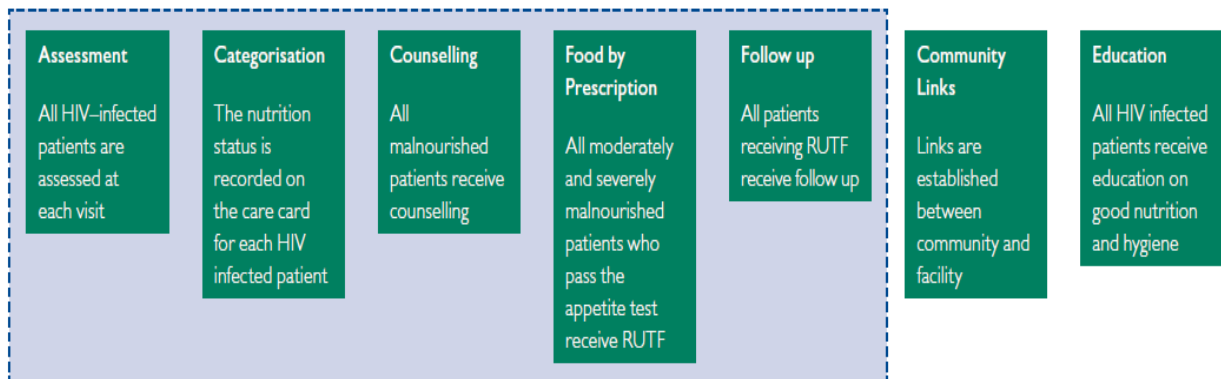 Assessment
All HIV–infected
patients are
assessed at
each visit
Categorisation
The nutrition
status is
recorded on
the care card
for each HIV
infected patient
Counselling
All
malnourished
patients receive
counselling
Food by
Prescription
All moderately
and severely
malnourished
patients who
pass the
appetite test
receive RUTF
Follow up
All patients
receiving RUTF
receive follow up
Community
Links
Links are
established
between
community and
facility
Education
All HIV infected
patients receive
education on
good nutrition
and hygiene